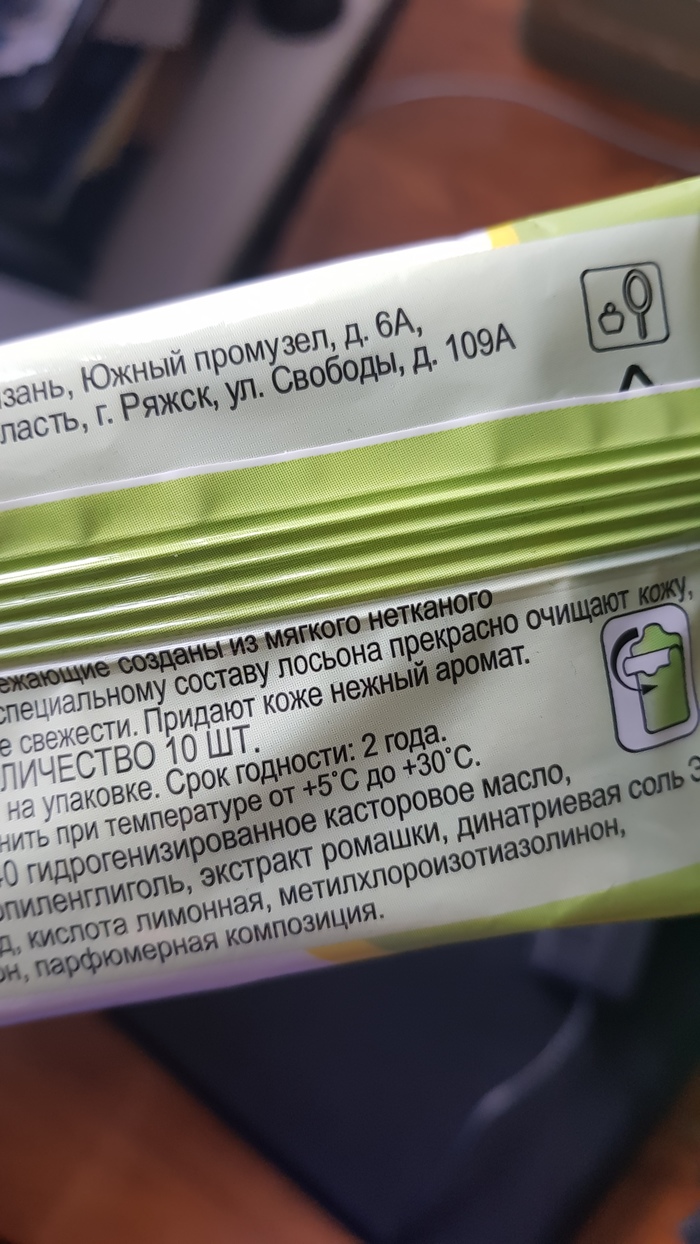 зань, Южный промузел, д. 6А,
ласть, г. Ряжск, ул. Свободы, д. 109А
ежающие созданы из мягкого нетканого
специальному составу лосьона прекрасно очищают кожу,
е свежести. Придают коже нежный аромат.
ЛИЧЕСТВО 10 ШТ.
на упаковке. Срок годности: 2 года.
нить при температуре от +5°С до +30°С.
0 гидрогенизированное касторовое масло,
опиленглиголь, экстракт ромашки, динатриевая соль Э
д, кислота лимонная, метилхлороизотиазолинон,
он, парфюмерная композиция.